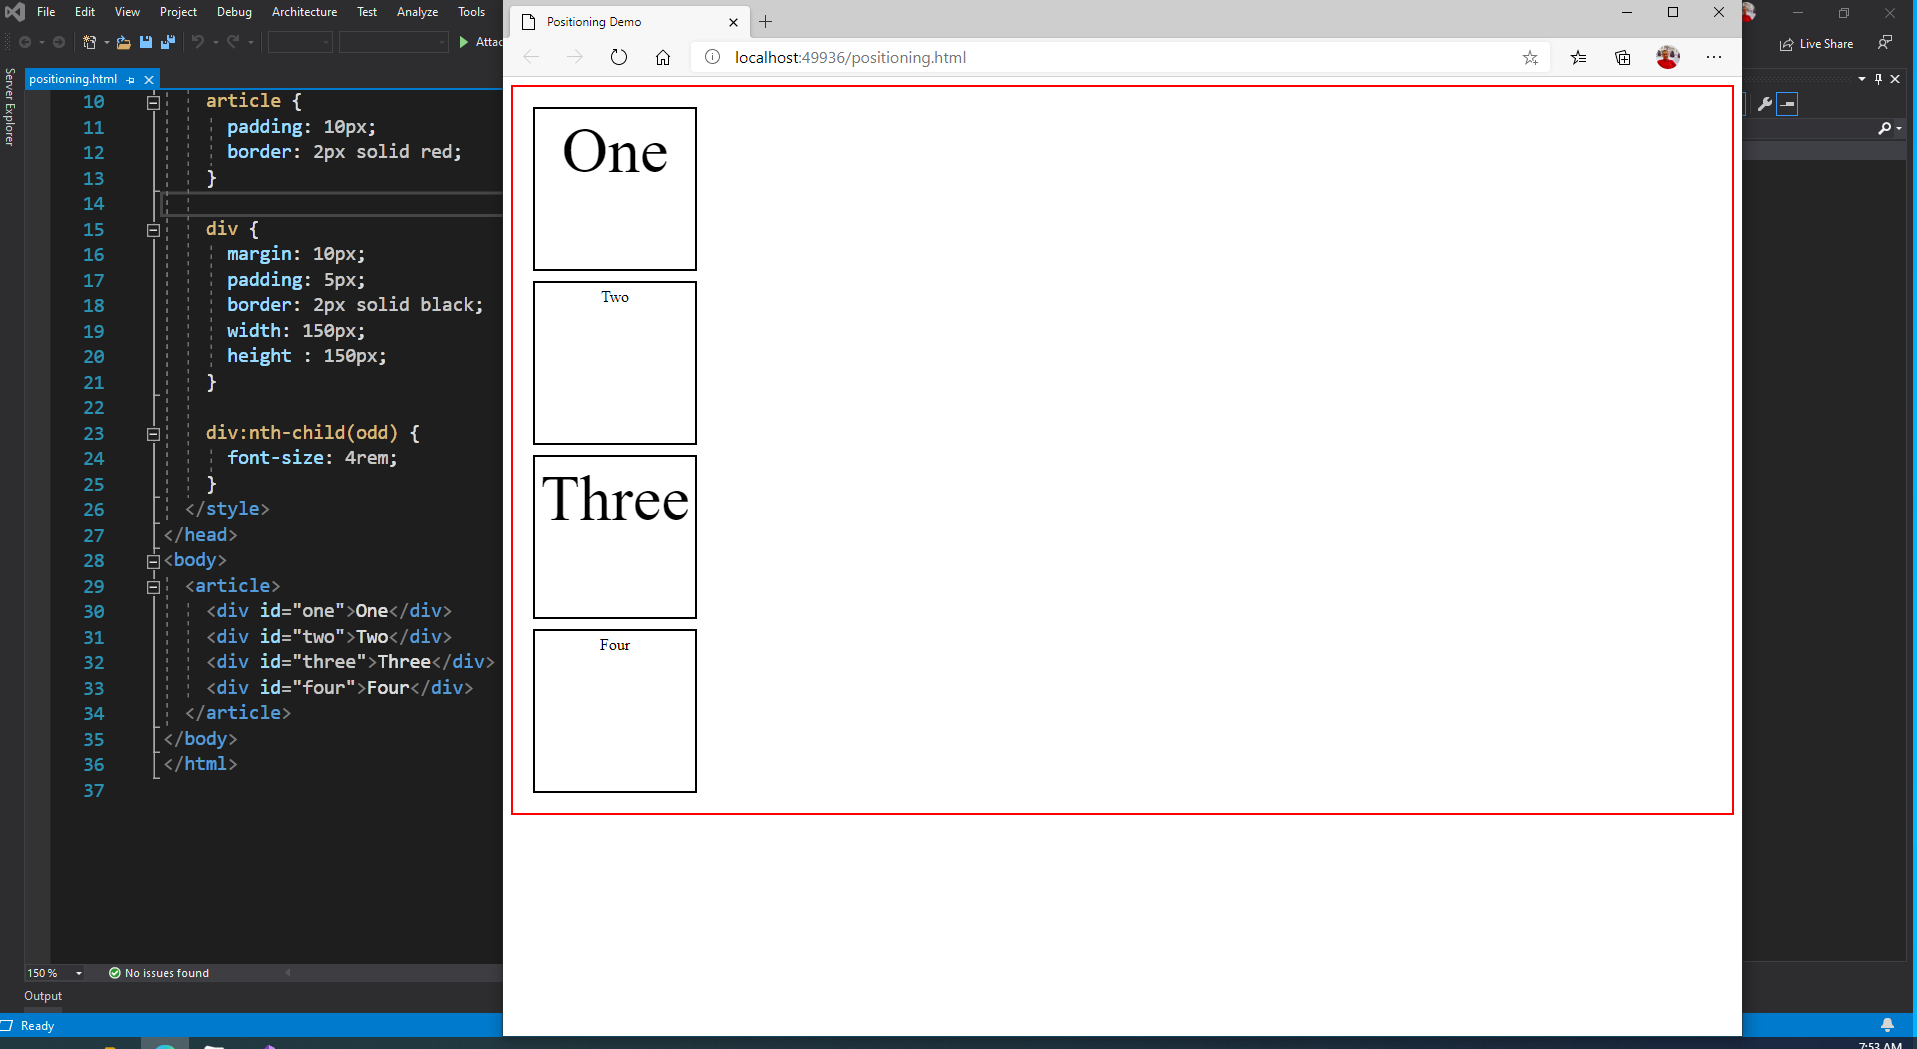 File Edit View Project Debug Architecture Test Analyze Tools
Attac
Server Explorer
positioning.html
10 article {
11 padding: 10px;
12 border: 2px solid red;
13 }
14
15 div {
16 margin: 10px;
17 padding: 5px;
18 border: 2px solid black;
19 width: 150px;
20 height : 150px;
21 }
22
23 div:nth-child(odd) {
24 font-size: 4rem;
25 }
26 </style>
27 </head>
28 <body>
29 <article>
30 <div id="one">One</div>
31 <div id="two">Two</div>
32 <div id="three">Three</div>
33 <div id="four">Four</div>
34 </article>
35 </body>
36 </html>
37
150 % No issues found
Output
Ready
Positioning Demo
localhost:49936/positioning.html
One
Two
Three
Four
Live Share
7:53 AM